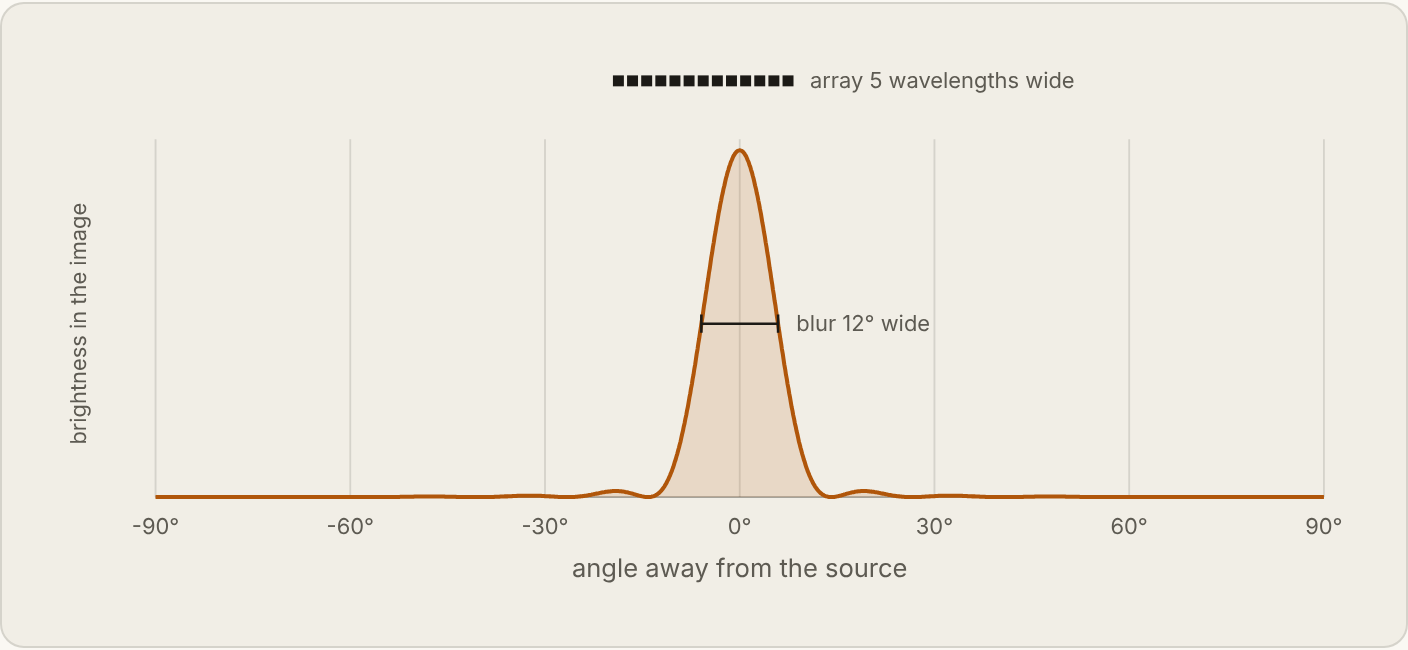 array 5 wavelengths wide
brightness in the image
blur 12° wide
-90°
-60°
-30°
0°
30°
60°
90°
angle away from the source